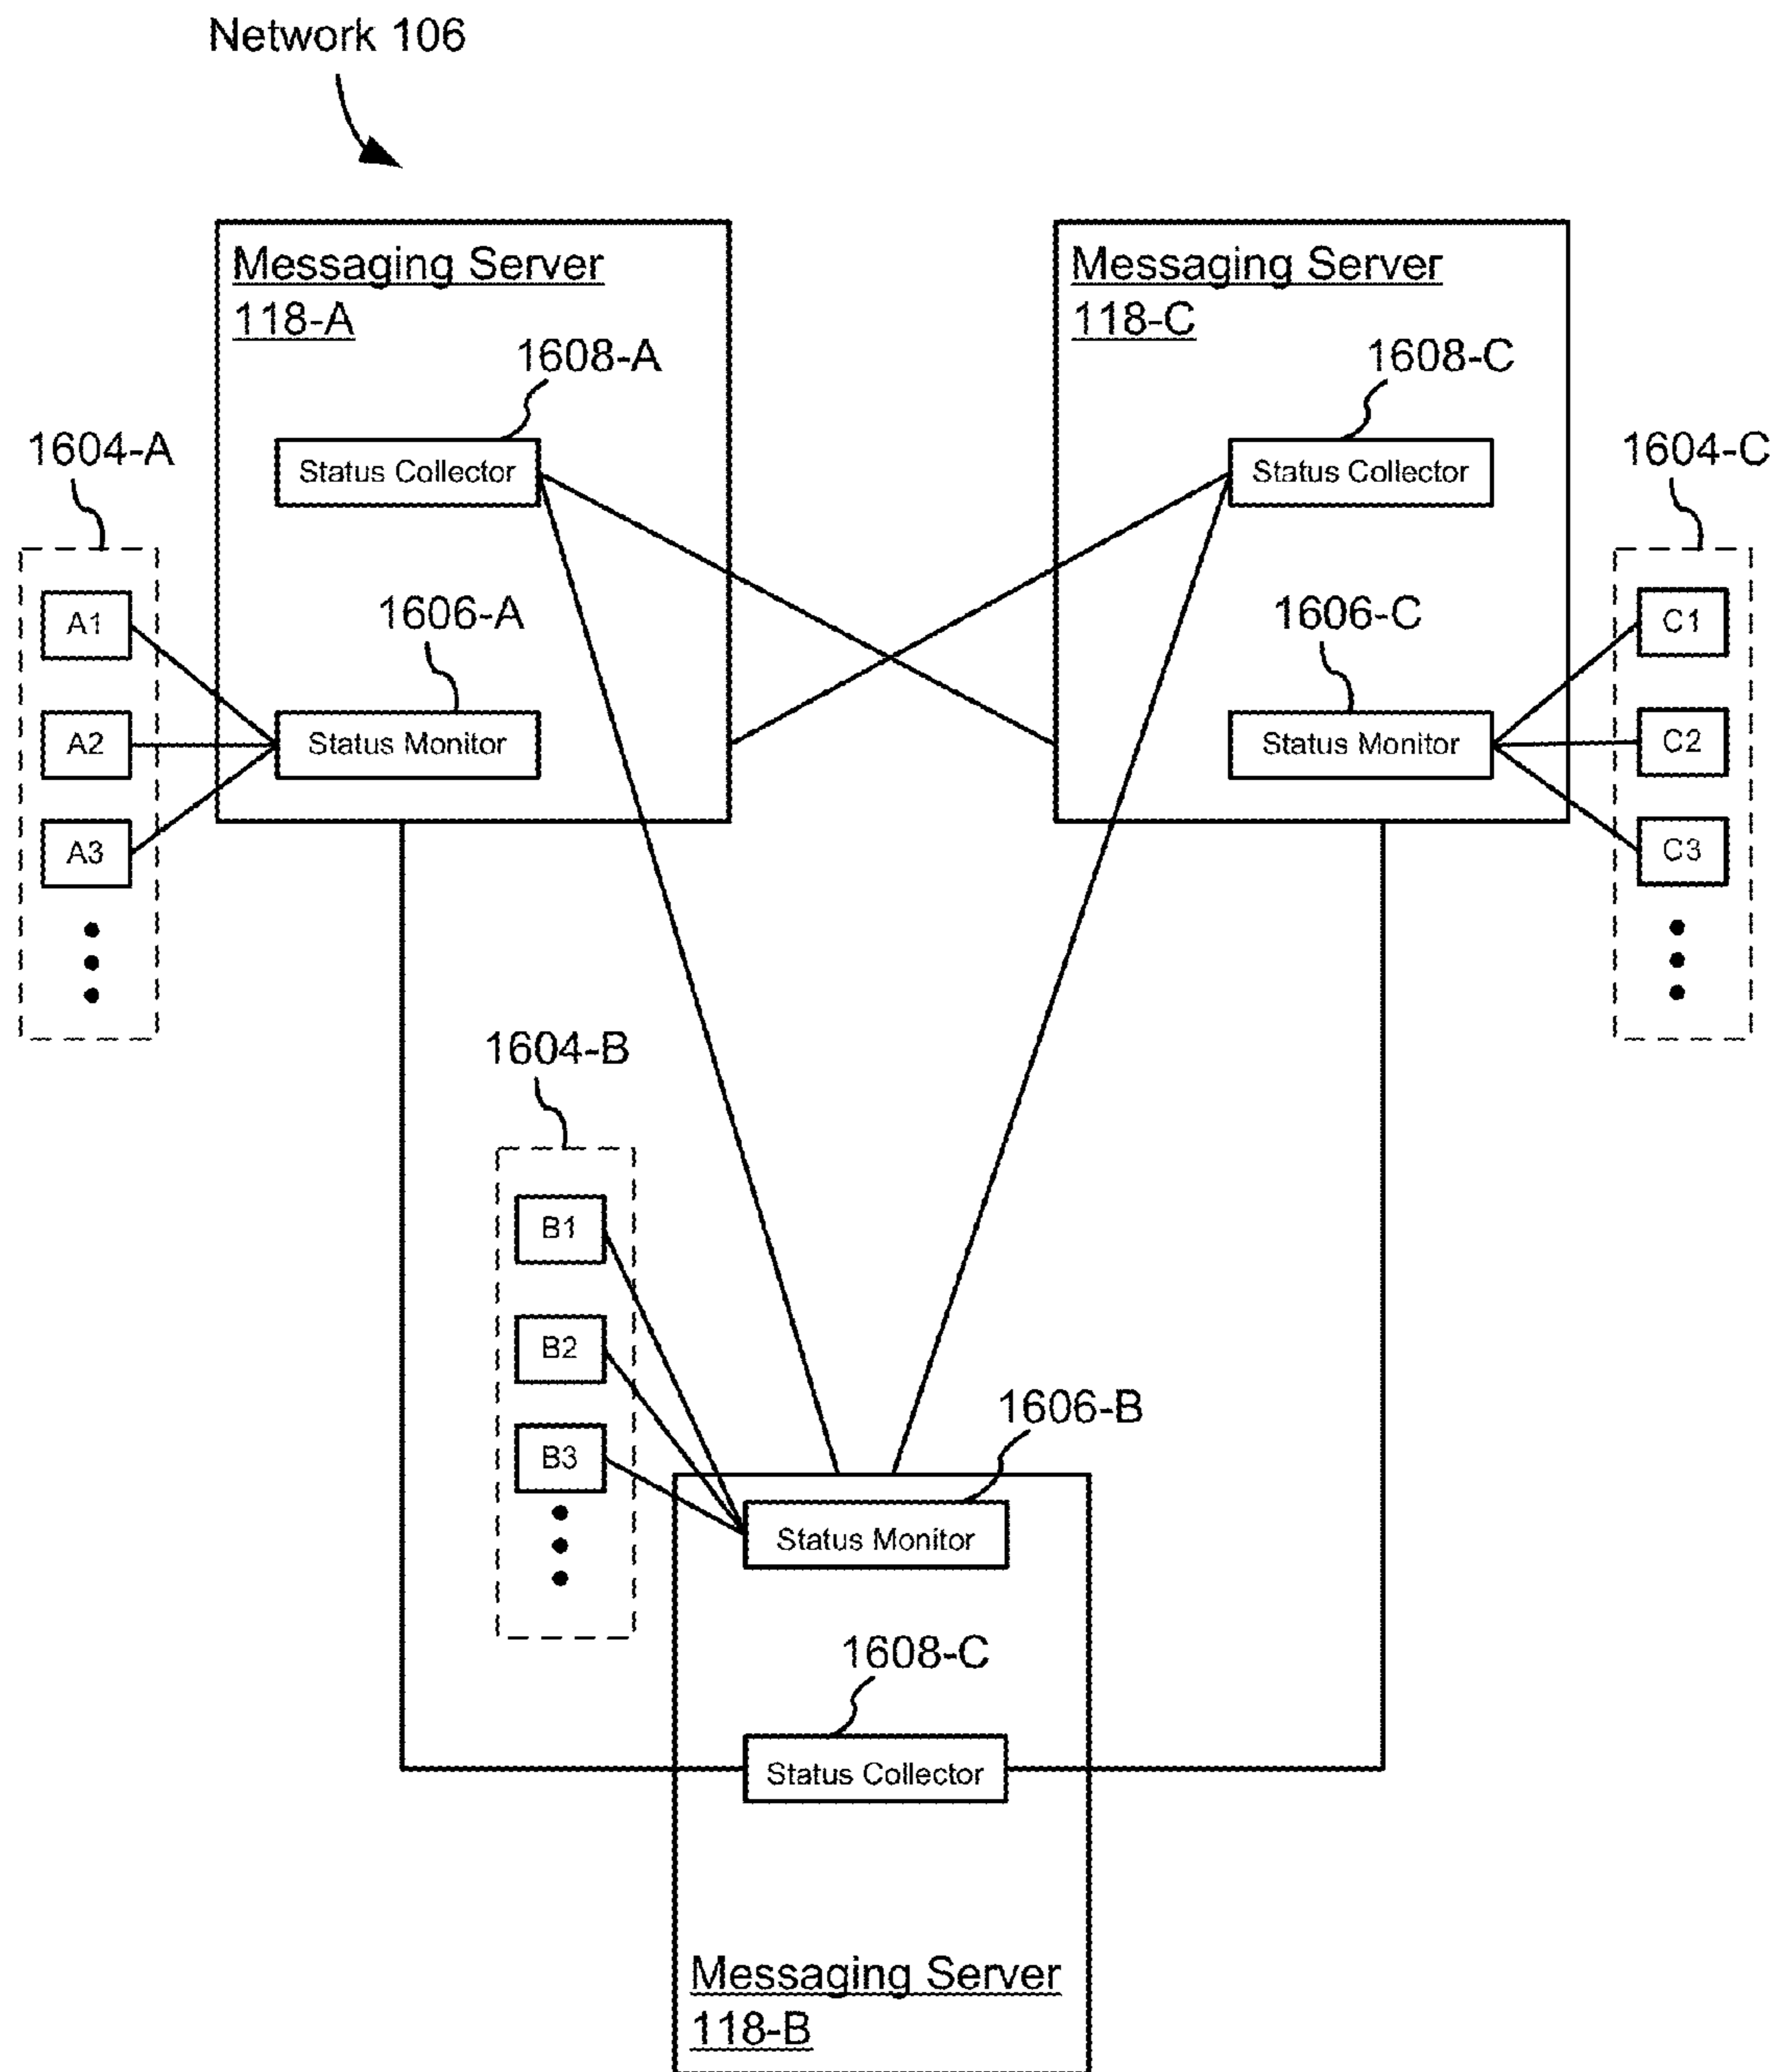 Network 106
Messaging Server
118-A
1608-A
Status Collector
1604-A
A1
A2
A3
1606-A
Status Monitor
Messaging Server
118-C
1608-C
Status Collector
1606-C
Status Monitor
1604-C
C1
C2
C3
1604-B
B1
B2
B3
1606-B
Status Monitor
1608-C
Status Collector
Messaging Server
118-B